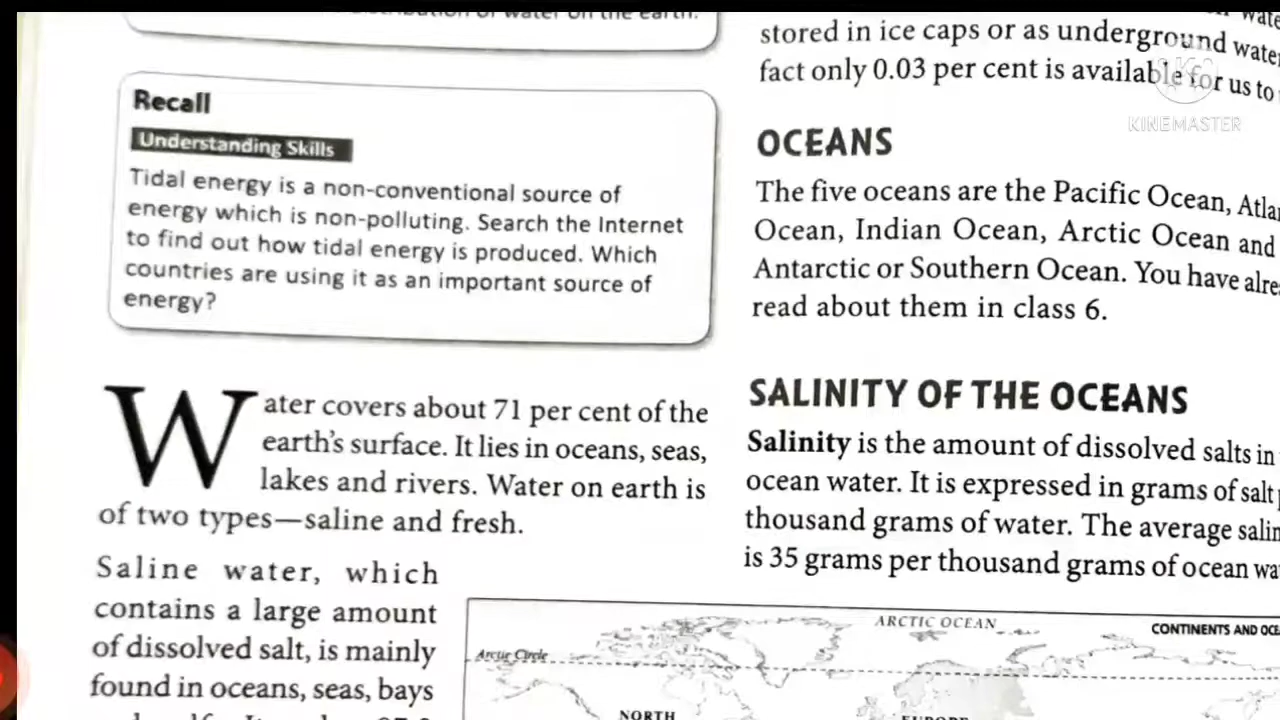 water on the earth.
Recall
Understanding Skills
Tidal energy is a non-conventional source of
energy which is non-polluting. Search the Internet
to find out how tidal energy is produced. Which
countries are using it as an important source of
energy?
Water covers about 71 per cent of the
earth's surface. It lies in oceans, seas,
lakes and rivers. Water on earth is
of two types—saline and fresh.
Saline water, which
contains a large amount
of dissolved salt, is mainly
found in oceans, seas, bays
stored in ice caps or as underground water
fact only 0.03 per cent is available for us to
KINEMASTER
OCEANS
The five oceans are the Pacific Ocean,
Ocean, Indian Ocean, Arctic Ocean and
Antarctic or Southern Ocean. You have
read about them in class 6.
SALINITY OF THE OCEANS
Salinity is the amount of dissolved salts in
ocean water. It is expressed in grams of salt
thousand grams of water. The average
is 35 grams per thousand grams of ocean
ARCTIC OCEAN
CONTINENTS AND
Arctic Circle
NORTH
EUROPE